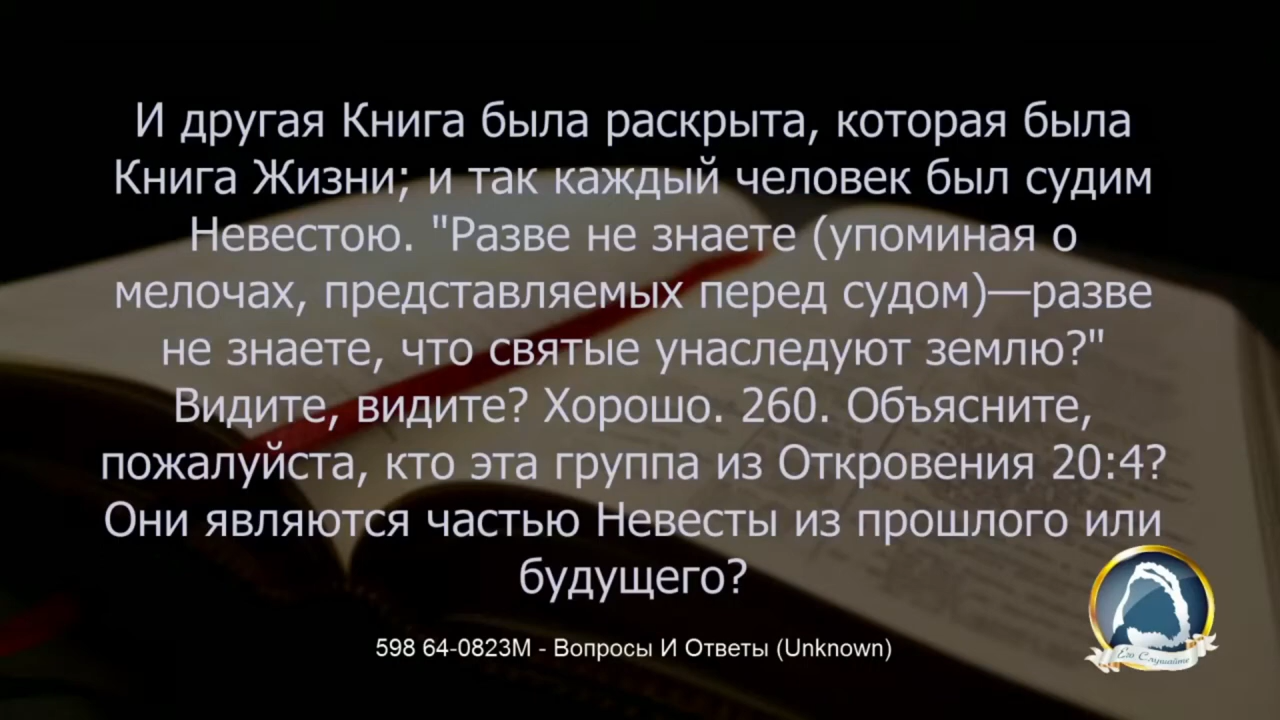 И другая Книга была раскрыта, которая была
Книга Жизни; и так каждый человек был судим
Невестою. "Разве не знаете (упоминая о
мелочах, представляемых перед судом)—разве
не знаете, что святые унаследуют землю?"
Видите, видите? Хорошо. 260. Объясните,
пожалуйста, кто эта группа из Откровения 20:4?
Они являются частью Невесты из прошлого или
будущего?
598 64-0823M - Вопросы И Ответы (Unknown)
Его Слушайте